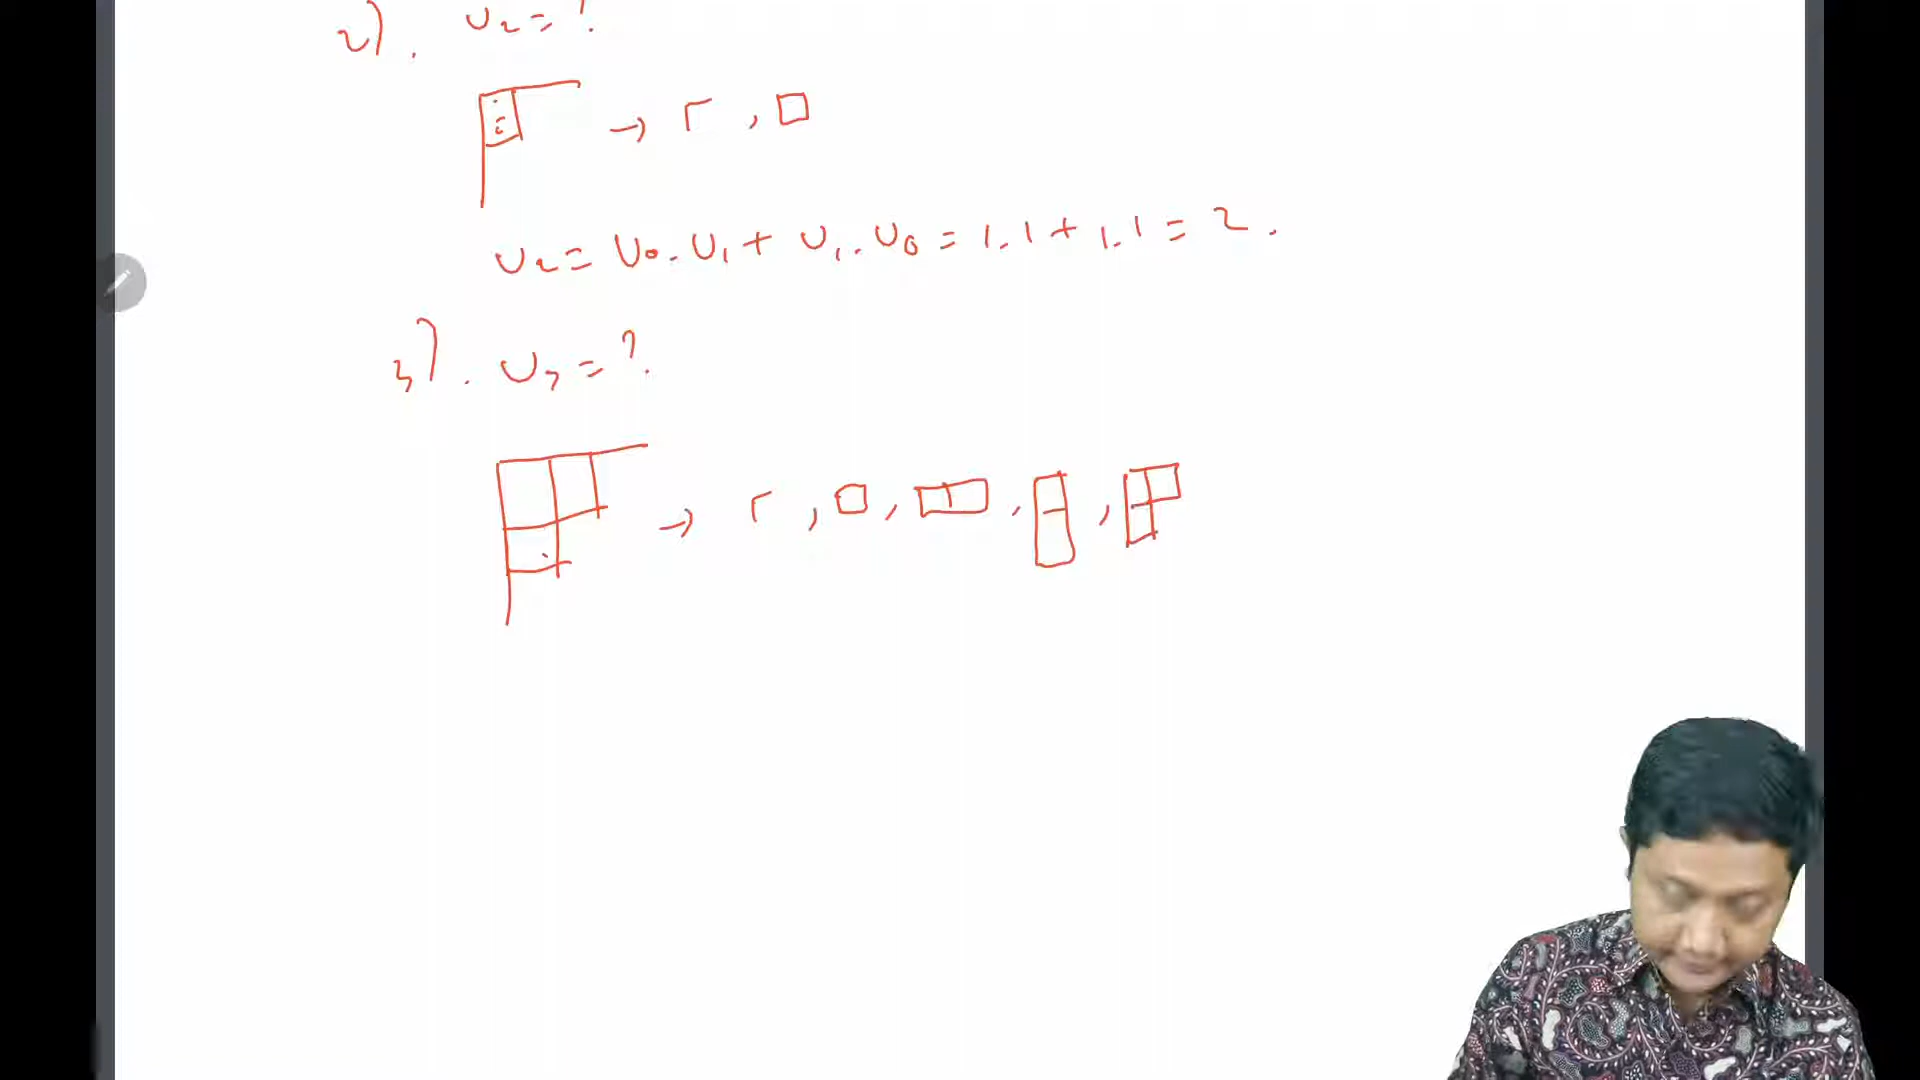 2). U₂ = ?
→ Γ , □
U₂ = U₀ . U₁ + U₁ . U₀ = 1.1 + 1.1 = 2 .
3). U₃ = ?
→ Γ , □ ,